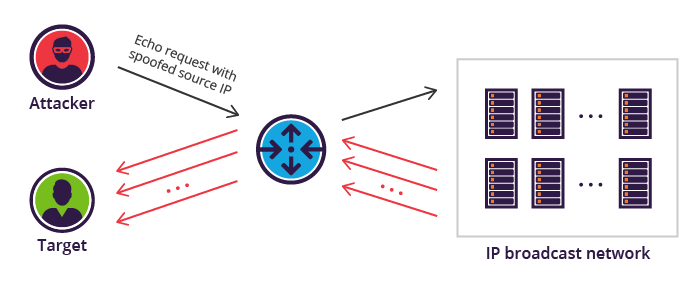 Echo request with
spoofed source IP
Attacker
Target
IP broadcast network